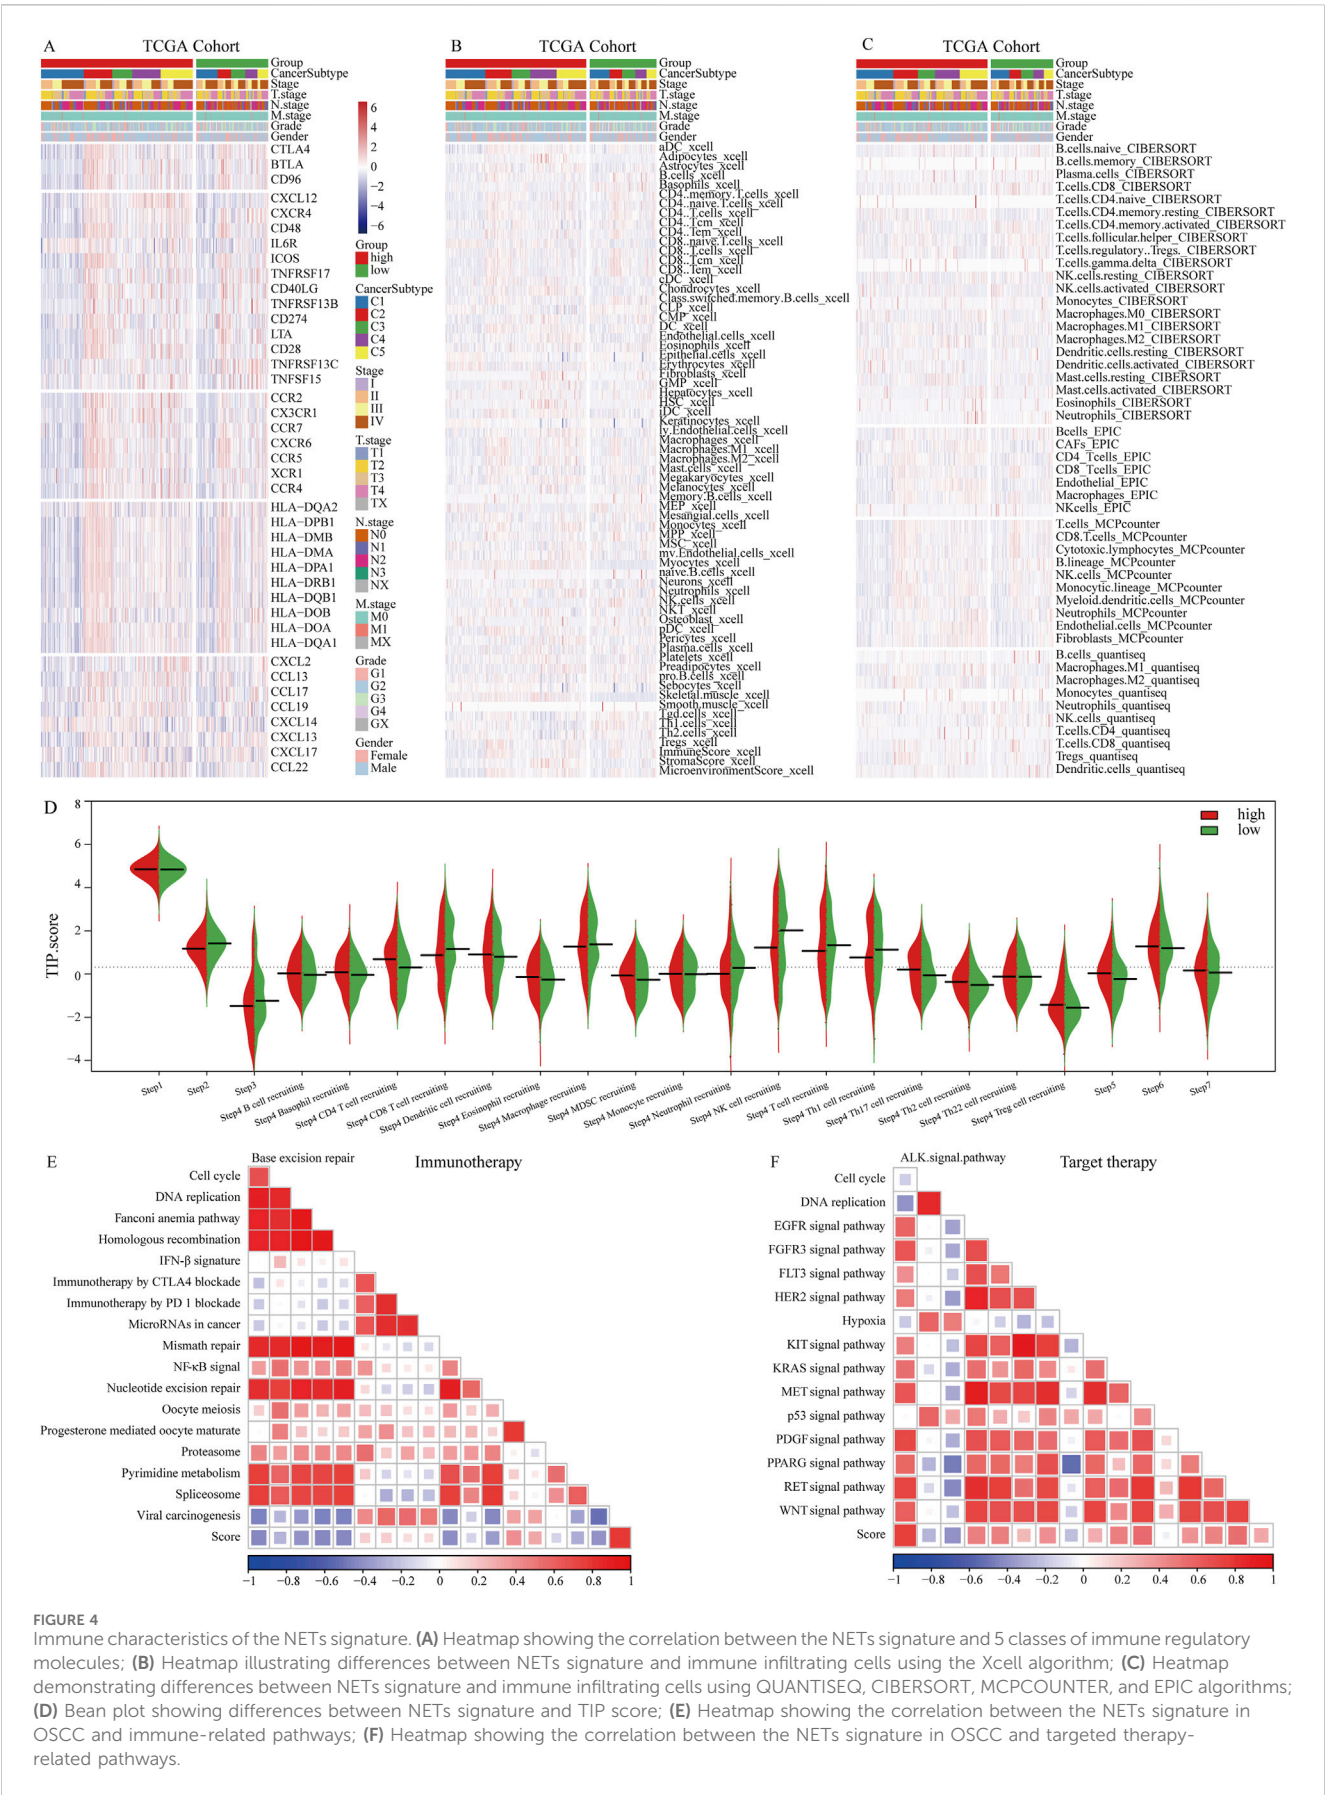 A
TCGA Cohort
Group
CancerSubtype
Stage
T.stage
N.stage
M.stage
Grade
Gender
CTLA4
BTLA
CD96
CXCL12
CXCR4
CD48
IL6R
ICOS
TNFRSF17
CD40LG
TNFRSF13B
CD274
LTA
CD28
TNFRSF13C
TNFSF15
CCR2
CX3CR1
CCR7
CXCR6
CCR5
XCR1
CCR4
HLA−DQA2
HLA−DPB1
HLA−DMB
HLA−DMA
HLA−DPA1
HLA−DRB1
HLA−DQB1
HLA−DOB
HLA−DOA
HLA−DQA1
CXCL2
CCL13
CCL17
CCL19
CXCL14
CXCL13
CXCL17
CCL22
6
4
2
0
−2
−4
−6
Group
high
low
CancerSubtype
C1
C2
C3
C4
C5
Stage
I
II
III
IV
T.stage
T1
T2
T3
T4
TX
N.stage
N0
N1
N2
N3
NX
M.stage
M0
M1
MX
Grade
G1
G2
G3
G4
GX
Gender
Female
Male
B
TCGA Cohort
Group
CancerSubtype
Stage
T.stage
N.stage
M.stage
Grade
Gender
aDC_xcell
Adipocytes_xcell
Astrocytes_xcell
B.cells_xcell
Basophils_xcell
CD4..memory.T.cells_xcell
CD4..naive.T.cells_xcell
CD4..T.cells_xcell
CD4..Tcm_xcell
CD4..Tem_xcell
CD8..naive.T.cells_xcell
CD8..T.cells_xcell
CD8..Tcm_xcell
CD8..Tem_xcell
cDC_xcell
Chondrocytes_xcell
Class.switched.memory.B.cells_xcell
CLP_xcell
CMP_xcell
DC_xcell
Endothelial.cells_xcell
Eosinophils_xcell
Epithelial.cells_xcell
Erythrocytes_xcell
Fibroblasts_xcell
GMP_xcell
Hepatocytes_xcell
HSC_xcell
iDC_xcell
Keratinocytes_xcell
ly.Endothelial.cells_xcell
Macrophages_xcell
Macrophages.M1_xcell
Macrophages.M2_xcell
Mast.cells_xcell
Megakaryocytes_xcell
Melanocytes_xcell
Memory.B.cells_xcell
MEP_xcell
Mesangial.cells_xcell
Monocytes_xcell
MPP_xcell
MSC_xcell
mv.Endothelial.cells_xcell
Myocytes_xcell
naive.B.cells_xcell
Neurons_xcell
Neutrophils_xcell
NK.cells_xcell
NKT_xcell
Osteoblast_xcell
pDC_xcell
Pericytes_xcell
Plasma.cells_xcell
Platelets_xcell
Preadipocytes_xcell
pro.B.cells_xcell
Sebocytes_xcell
Skeletal.muscle_xcell
Smooth.muscle_xcell
Tgd.cells_xcell
Th1.cells_xcell
Th2.cells_xcell
Tregs_xcell
ImmuneScore_xcell
StromaScore_xcell
MicroenvironmentScore_xcell
C
TCGA Cohort
Group
CancerSubtype
Stage
T.stage
N.stage
M.stage
Grade
Gender
B.cells.naive_CIBERSORT
B.cells.memory_CIBERSORT
Plasma.cells_CIBERSORT
T.cells.CD8_CIBERSORT
T.cells.CD4.naive_CIBERSORT
T.cells.CD4.memory.resting_CIBERSORT
T.cells.CD4.memory.activated_CIBERSORT
T.cells.follicular.helper_CIBERSORT
T.cells.regulatory..Tregs._CIBERSORT
T.cells.gamma.delta_CIBERSORT
NK.cells.resting_CIBERSORT
NK.cells.activated_CIBERSORT
Monocytes_CIBERSORT
Macrophages.M0_CIBERSORT
Macrophages.M1_CIBERSORT
Macrophages.M2_CIBERSORT
Dendritic.cells.resting_CIBERSORT
Dendritic.cells.activated_CIBERSORT
Mast.cells.resting_CIBERSORT
Mast.cells.activated_CIBERSORT
Eosinophils_CIBERSORT
Neutrophils_CIBERSORT
Bcells_EPIC
CAFs_EPIC
CD4_Tcells_EPIC
CD8_Tcells_EPIC
Endothelial_EPIC
Macrophages_EPIC
NKcells_EPIC
T.cells_MCPcounter
CD8.T.cells_MCPcounter
Cytotoxic.lymphocytes_MCPcounter
B.lineage_MCPcounter
NK.cells_MCPcounter
Monocytic.lineage_MCPcounter
Myeloid.dendritic.cells_MCPcounter
Neutrophils_MCPcounter
Endothelial.cells_MCPcounter
Fibroblasts_MCPcounter
B.cells_quantiseq
Macrophages.M1_quantiseq
Macrophages.M2_quantiseq
Monocytes_quantiseq
Neutrophils_quantiseq
NK.cells_quantiseq
T.cells.CD4_quantiseq
T.cells.CD8_quantiseq
Tregs_quantiseq
Dendritic.cells_quantiseq
D
TIP.score
8
6
4
2
0
−2
−4
high
low
Step1
Step2
Step3
Step4 B cell recruiting
Step4 Basophil recruiting
Step4 CD4 T cell recruiting
Step4 CD8 T cell recruiting
Step4 Dendritic cell recruiting
Step4 Eosinophil recruiting
Step4 Macrophage recruiting
Step4 MDSC recruiting
Step4 Monocyte recruiting
Step4 Neutrophil recruiting
Step4 NK cell recruiting
Step4 T cell recruiting
Step4 Th1 cell recruiting
Step4 Th17 cell recruiting
Step4 Th2 cell recruiting
Step4 Th22 cell recruiting
Step4 Treg cell recruiting
Step5
Step6
Step7
E
Base excision repair
Immunotherapy
Cell cycle
DNA replication
Fanconi anemia pathway
Homologous recombination
IFN-β signature
Immunotherapy by CTLA4 blockade
Immunotherapy by PD 1 blockade
MicroRNAs in cancer
Mismath repair
NF-κB signal
Nucleotide excision repair
Oocyte meiosis
Progesterone mediated oocyte maturate
Proteasome
Pyrimidine metabolism
Spliceosome
Viral carcinogenesis
Score
−1 −0.8 −0.6 −0.4 −0.2 0 0.2 0.4 0.6 0.8 1
F
ALK.signal.pathway
Target therapy
Cell cycle
DNA replication
EGFR signal pathway
FGFR3 signal pathway
FLT3 signal pathway
HER2 signal pathway
Hypoxia
KIT signal pathway
KRAS signal pathway
MET signal pathway
p53 signal pathway
PDGF signal pathway
PPARG signal pathway
RET signal pathway
WNT signal pathway
Score
−1 −0.8 −0.6 −0.4 −0.2 0 0.2 0.4 0.6 0.8 1
FIGURE 4
Immune characteristics of the NETs signature. (A) Heatmap showing the correlation between the NETs signature and 5 classes of immune regulatory
molecules; (B) Heatmap illustrating differences between NETs signature and immune infiltrating cells using the Xcell algorithm; (C) Heatmap
demonstrating differences between NETs signature and immune infiltrating cells using QUANTISEQ, CIBERSORT, MCPCOUNTER, and EPIC algorithms;
(D) Bean plot showing differences between NETs signature and TIP score; (E) Heatmap showing the correlation between the NETs signature in
OSCC and immune-related pathways; (F) Heatmap showing the correlation between the NETs signature in OSCC and targeted therapy-
related pathways.